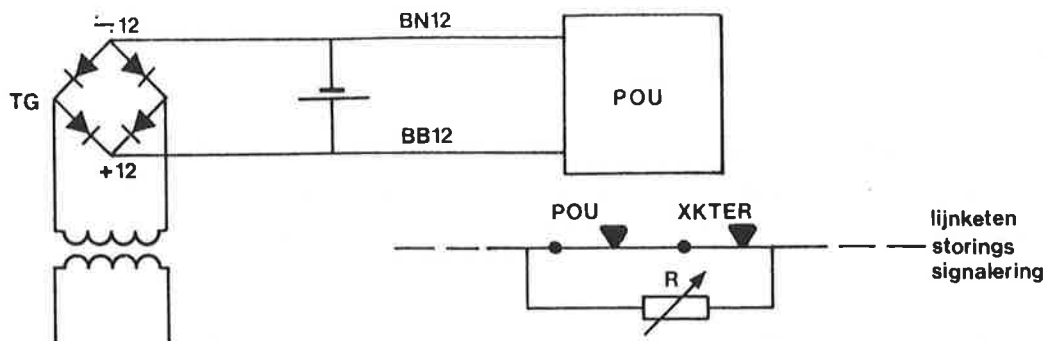 -12
BN12
TG
POU
BB12
+12
POU
XKTER
lijnketen
storings
signalering
R